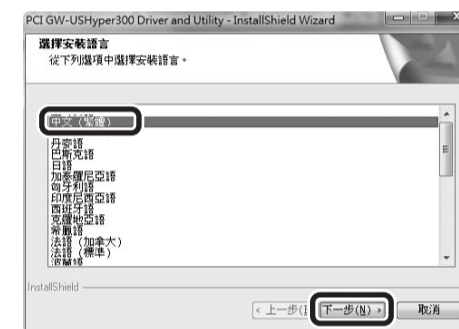 PCI GW-USHyper300 Driver and Utility - InstallShield Wizard
選擇安裝語言
從下列選項中選擇安裝語言。
中文 (繁體)
丹麥語
巴斯克語
日語
加泰羅尼亞語
匈牙利語
印度尼西亞語
西班牙語
克羅地亞語
希臘語
法語 (加拿大)
法語 (標準)
波蘭語
InstallShield
< 上一步(
下一步(N) >
取消